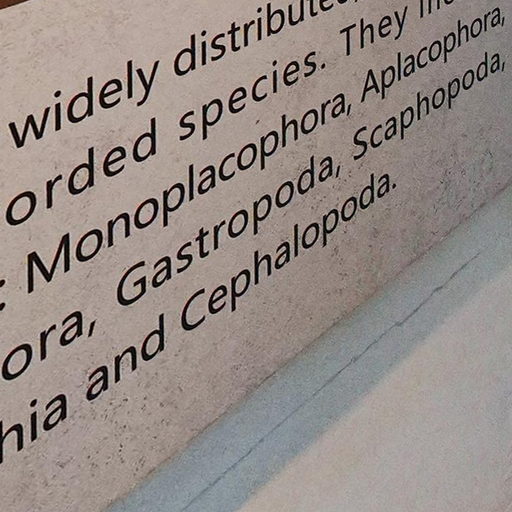 widely distribute
orded species. They
: Monoplacophora, Aplacophora,
ora, Gastropoda, Scaphopoda,
hia and Cephalopoda.